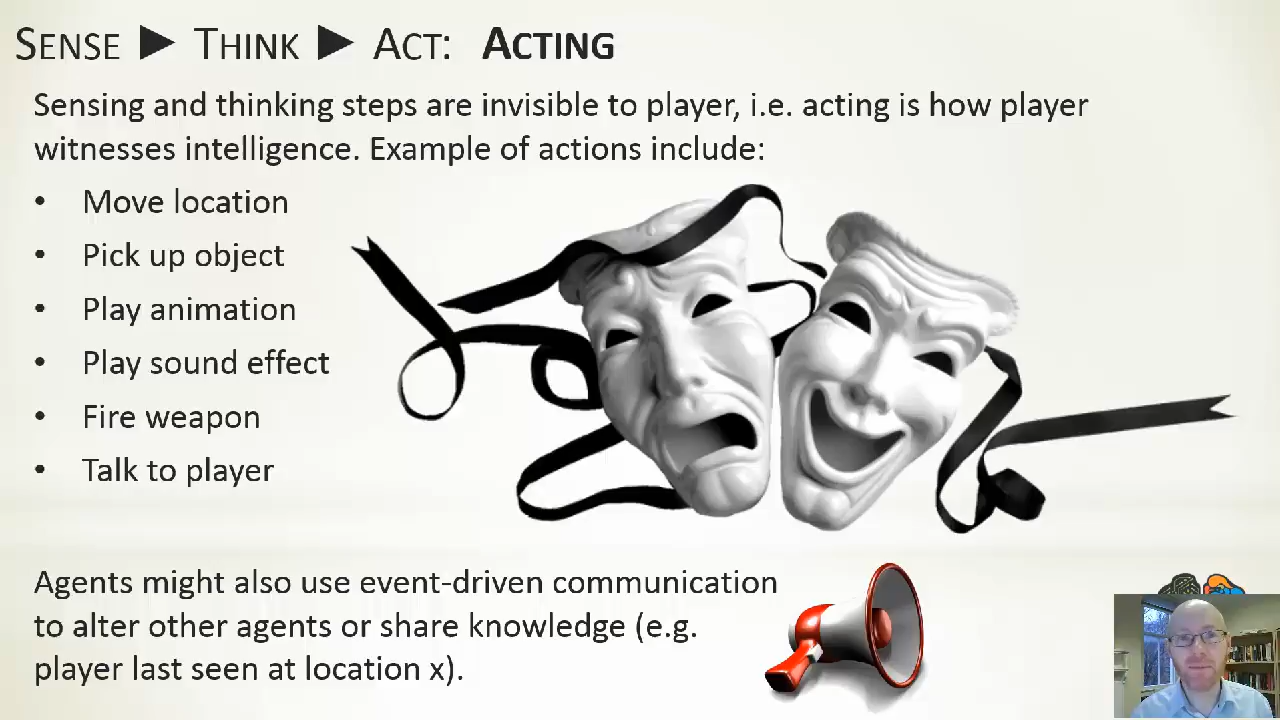 SENSE ► THINK ► ACT: ACTING
Sensing and thinking steps are invisible to player, i.e. acting is how player
witnesses intelligence. Example of actions include:
• Move location
• Pick up object
• Play animation
• Play sound effect
• Fire weapon
• Talk to player
Agents might also use event-driven communication
to alter other agents or share knowledge (e.g.
player last seen at location x).